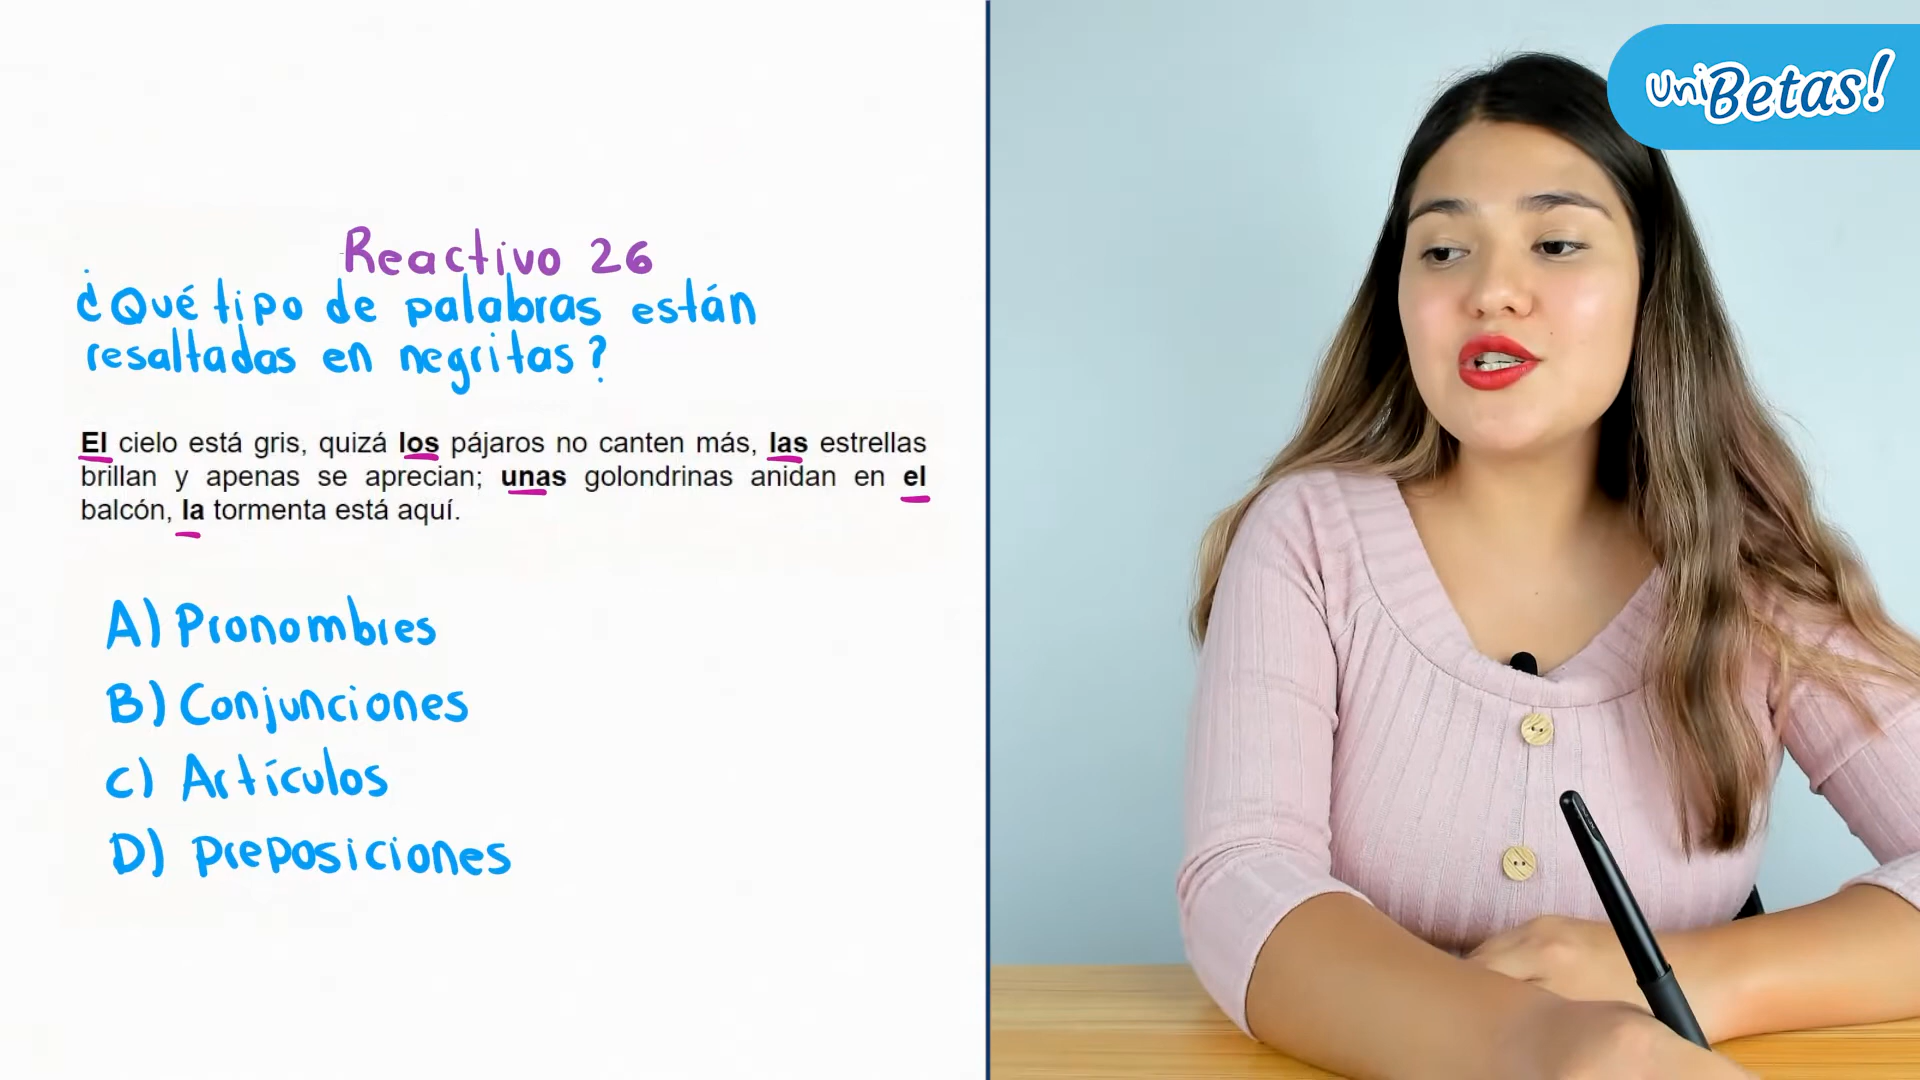 Reactivo 26
¿Qué tipo de palabras están
resaltadas en negritas?
El cielo está gris, quizá los pájaros no canten más, las estrellas
brillan y apenas se aprecian; unas golondrinas anidan en el
balcón, la tormenta está aquí.
A) Pronombres
B) Conjunciones
C) Artículos
D) Preposiciones
UniBetas!